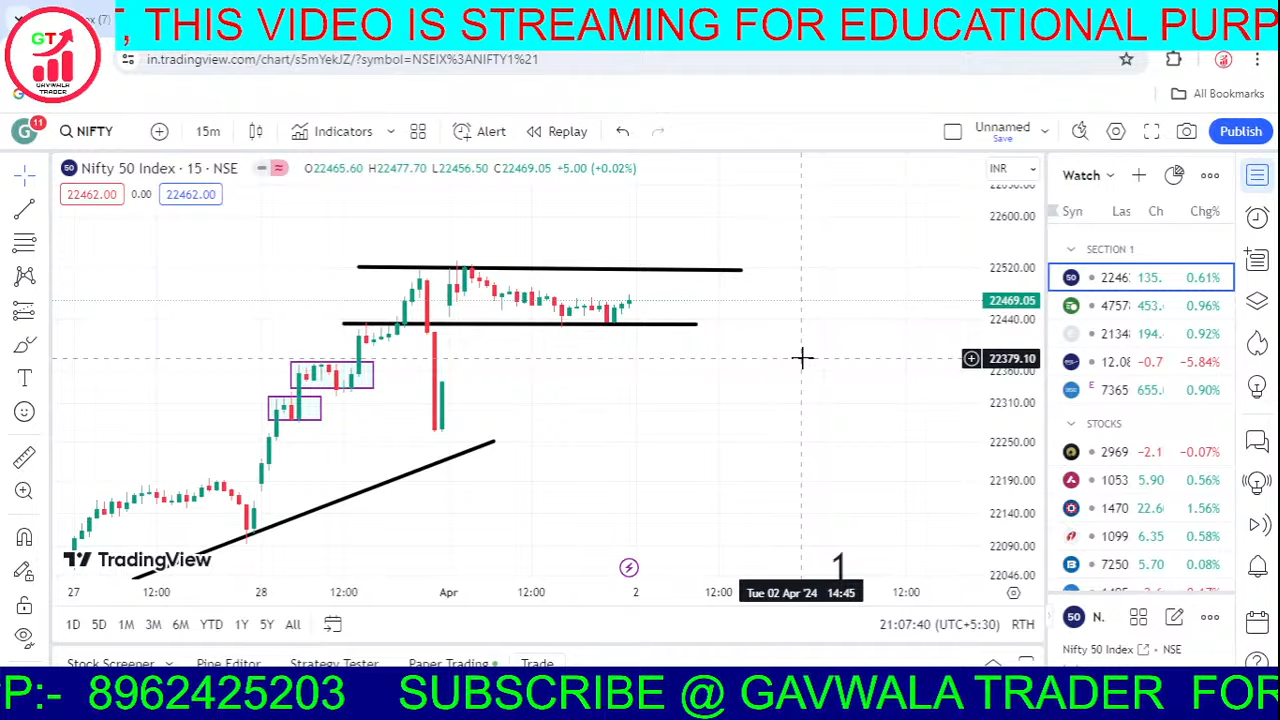 , THIS VIDEO IS STREAMING FOR EDUCATIONAL PURP
GT
GAVWALA
TRADER
in.tradingview.com/chart/s5mYekJZ/?symbol=NSEIX%3ANIFTY1%21
All Bookmarks
G 11 NIFTY 15m Indicators Alert Replay Unnamed Save Publish
50 Nifty 50 Index · 15 · NSE O22465.60 H22477.70 L22456.50 C22469.05 +5.00 (+0.02%) INR
22462.00 0.00 22462.00
Watch
Syn Las Ch Chg%
SECTION 1
50 2246: 135. 0.61%
4757 453. 0.96%
2134 194. 0.92%
12.08 -0.7 -5.84%
E 7365 655. 0.90%
STOCKS
2969 -2.1 -0.07%
1053 5.90 0.56%
1470 22.6 1.56%
1099 6.35 0.58%
7250 5.70 0.08%
22600.00
22520.00
22469.05
22440.00
22379.10
22360.00
22310.00
22250.00
22190.00
22140.00
22090.00
22046.00
TradingView
1
27 12:00 28 12:00 Apr 12:00 2 12:00 Tue 02 Apr '24 14:45 12:00
1D 5D 1M 3M 6M YTD 1Y 5Y All 21:07:40 (UTC+5:30) RTH
50 N.
Nifty 50 Index • NSE
Stock Screener Pine Editor Strategy Tester Paper Trading Trade
P:- 8962425203 SUBSCRIBE @ GAVWALA TRADER FOR